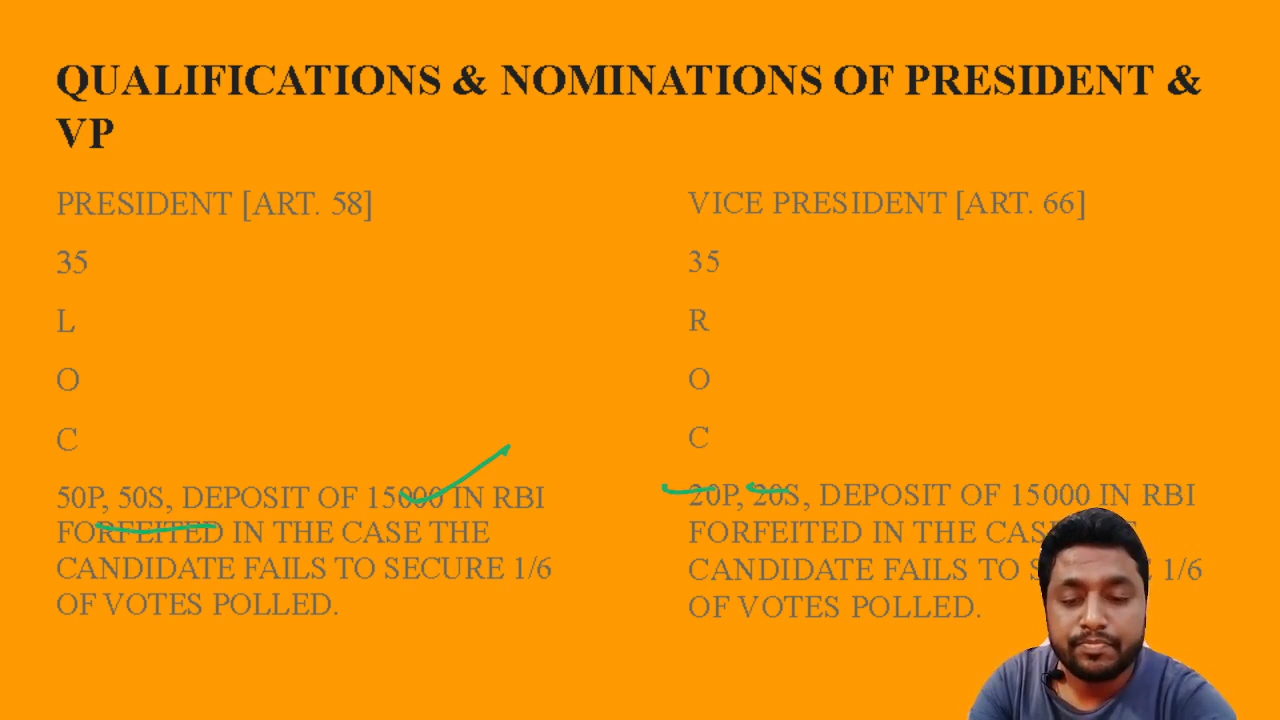 QUALIFICATIONS & NOMINATIONS OF PRESIDENT &
VP
PRESIDENT [ART. 58]
35
L
O
C
50P, 50S, DEPOSIT OF 15000 IN RBI
FORFEITED IN THE CASE THE
CANDIDATE FAILS TO SECURE 1/6
OF VOTES POLLED.
VICE PRESIDENT [ART. 66]
35
R
O
C
20P, 20S, DEPOSIT OF 15000 IN RBI
FORFEITED IN THE
CANDIDATE FAILS TO 1/6
OF VOTES POLLED.